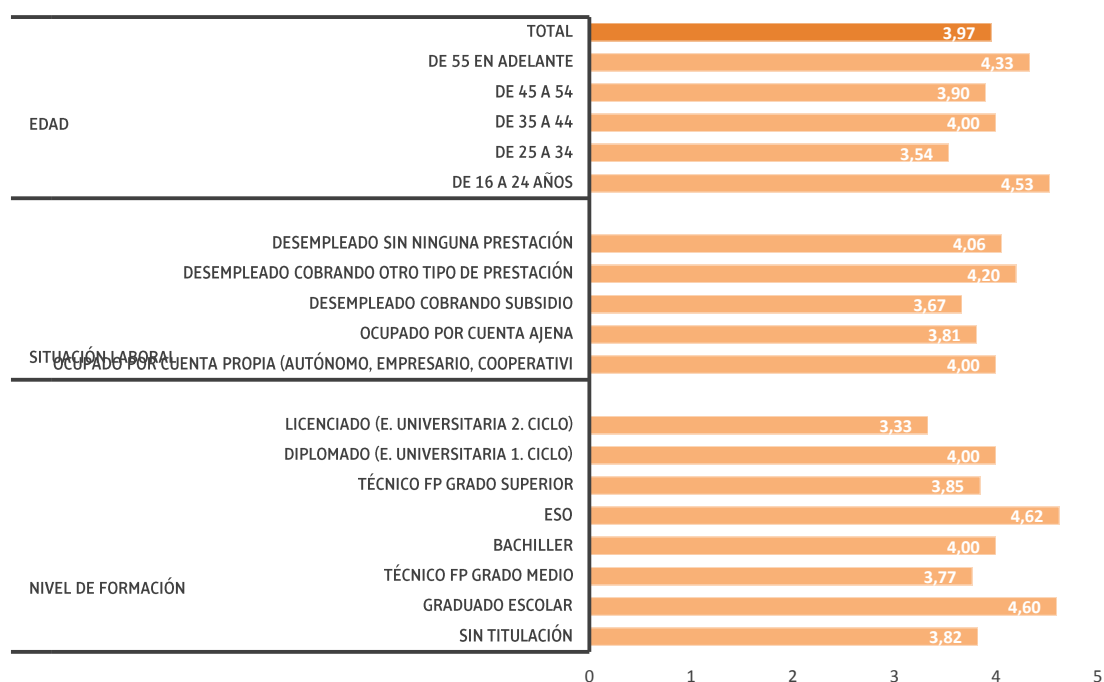 TOTAL 3,97
DE 55 EN ADELANTE 4,33
DE 45 A 54 3,90
EDAD
DE 35 A 44 4,00
DE 25 A 34 3,54
DE 16 A 24 AÑOS 4,53
DESEMPLEADO SIN NINGUNA PRESTACIÓN 4,06
DESEMPLEADO COBRANDO OTRO TIPO DE PRESTACIÓN 4,20
DESEMPLEADO COBRANDO SUBSIDIO 3,67
OCUPADO POR CUENTA AJENA 3,81
SITUACIÓN LABORAL
OCUPADO POR CUENTA PROPIA (AUTÓNOMO, EMPRESARIO, COOPERATIVI 4,00
LICENCIADO (E. UNIVERSITARIA 2. CICLO) 3,33
DIPLOMADO (E. UNIVERSITARIA 1. CICLO) 4,00
TÉCNICO FP GRADO SUPERIOR 3,85
ESO 4,62
BACHILLER 4,00
TÉCNICO FP GRADO MEDIO 3,77
NIVEL DE FORMACIÓN
GRADUADO ESCOLAR 4,60
SIN TITULACIÓN 3,82
0 1 2 3 4 5